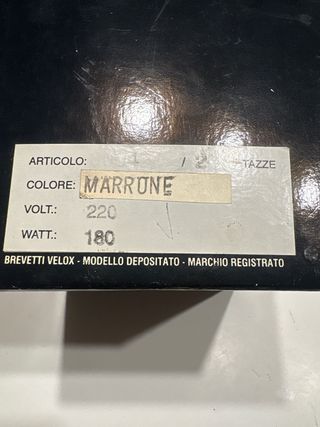 ARTICOLO: 1 / 2 TAZZE
COLORE: MARRONE
VOLT.: 220
WATT.: 180
BREVETTI VELOX - MODELLO DEPOSITATO - MARCHIO REGISTRATO